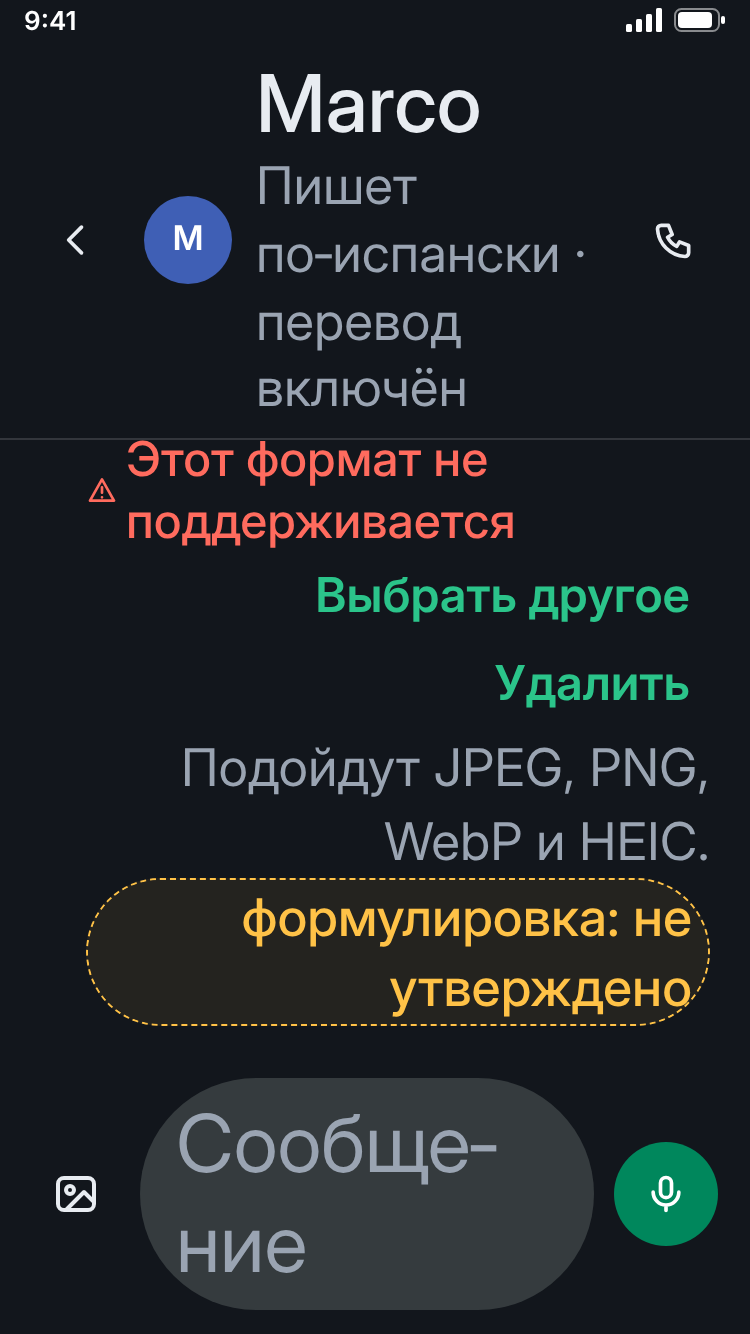 9:41
Marco
M
Пишет
по-испански ·
перевод
включён
Этот формат не
поддерживается
Выбрать другое
Удалить
Подойдут JPEG, PNG,
WebP и HEIC.
формулировка: не
утверждено
Сообще-
ние